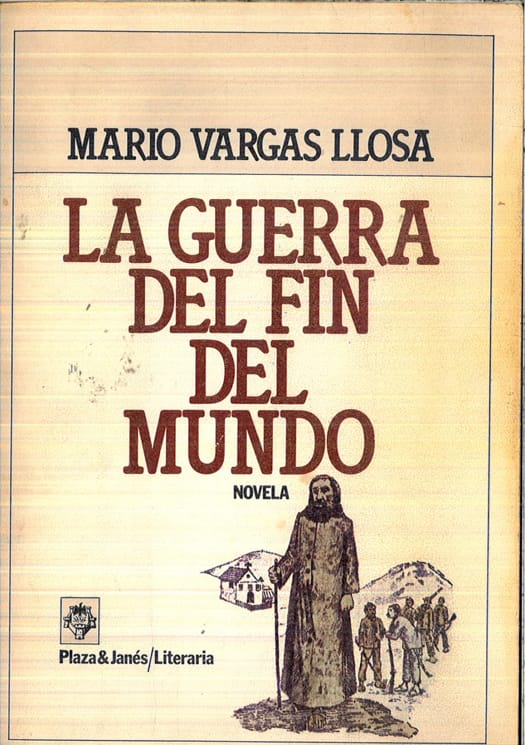 MARIO VARGAS LLOSA
LA GUERRA
DEL FIN
DEL
MUNDO
NOVELA
Plaza & Janés/Literaria